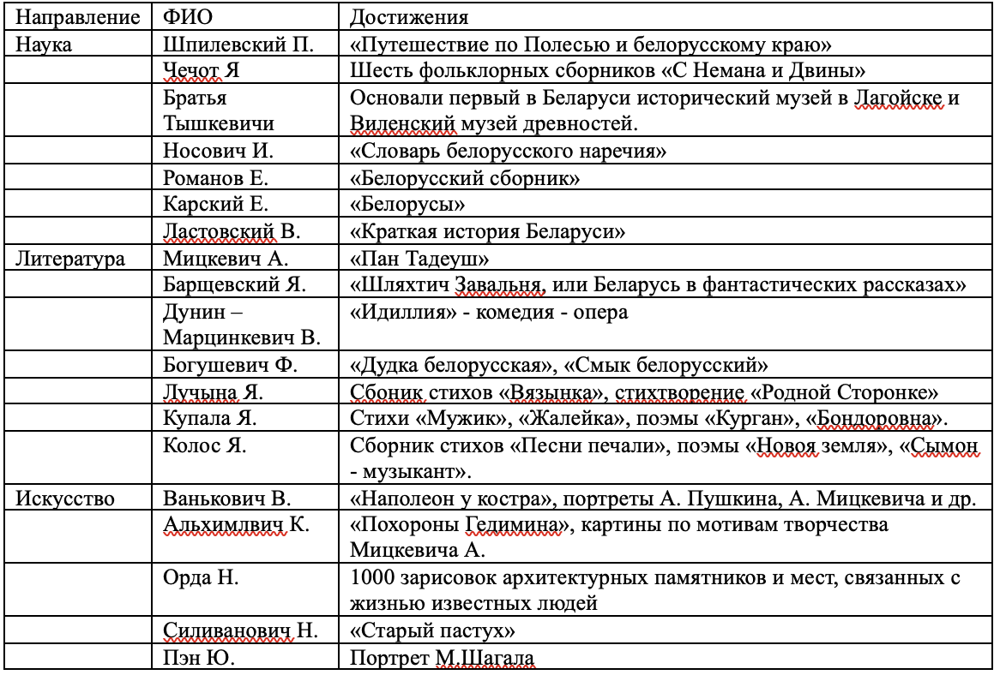 Направление ФИО Достижения
Наука Шпилевский П. «Путешествие по Полесью и белорусскому краю»
Чечот Я Шесть фольклорных сборников «С Немана и Двины»
Братья Основали первый в Беларуси исторический музей в Лагойске и
Тышкевичи Виленский музей древностей.
Носович И. «Словарь белорусского наречия»
Романов Е. «Белорусский сборник»
Карский Е. «Белорусы»
Ластовский В. «Краткая история Беларуси»
Литература Мицкевич А. «Пан Тадеуш»
Барщевский Я. «Шляхтич Завальня, или Беларусь в фантастических рассказах»
Дунин – «Идиллия» - комедия - опера
Марцинкевич В.
Богушевич Ф. «Дудка белорусская», «Смык белорусский»
Лучына Я. Сбоник стихов «Вязынка», стихтворение «Родной Сторонке»
Купала Я. Стихи «Мужик», «Жалейка», поэмы «Курган», «Бондоровна».
Колос Я. Сборник стихов «Песни печали», поэмы «Новоя земля», «Сымон
- музыкант».
Искусство Ванькович В. «Наполеон у костра», портреты А. Пушкина, А. Мицкевича и др.
Альхимлвич К. «Похороны Гедимина», картины по мотивам творчества
Мицкевича А.
Орда Н. 1000 зарисовок архитектурных памятников и мест, связанных с
жизнью известных людей
Силиванович Н. «Старый пастух»
Пэн Ю. Портрет М.Шагала